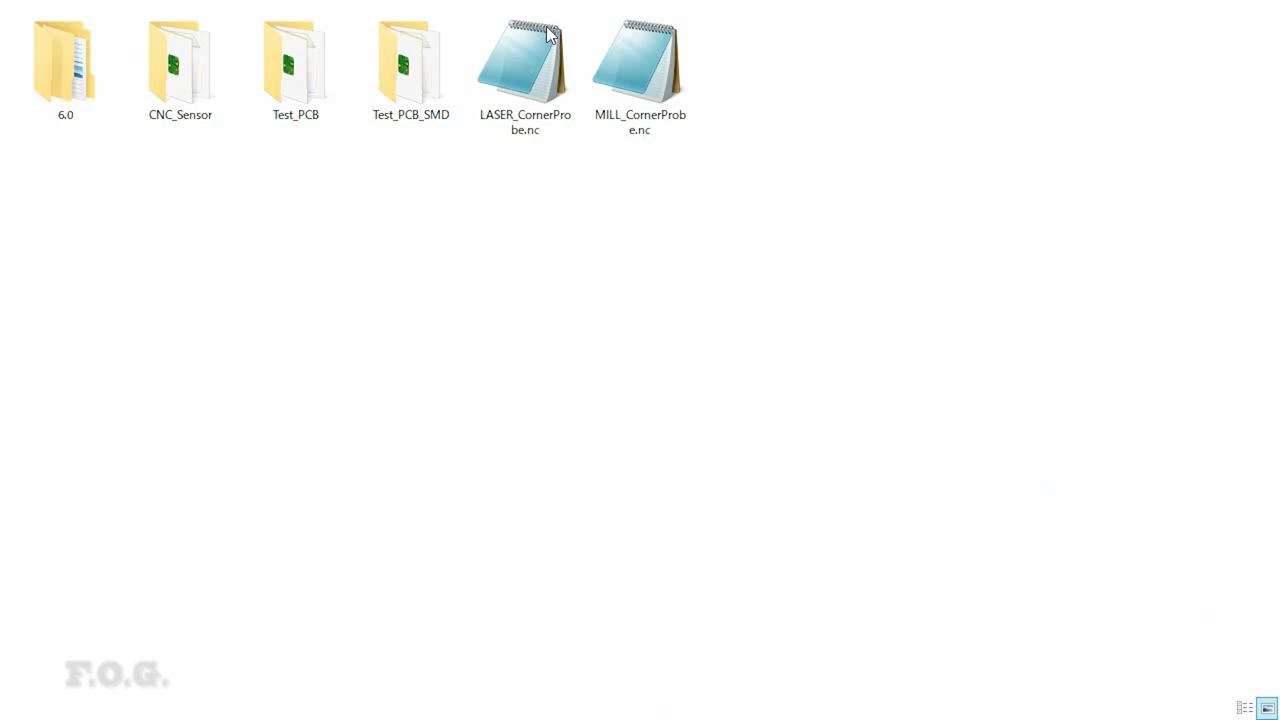 6.0
CNC_Sensor
Test_PCB
Test_PCB_SMD
LASER_CornerPro
be.nc
MILL_CornerProb
e.nc
F.O.G.